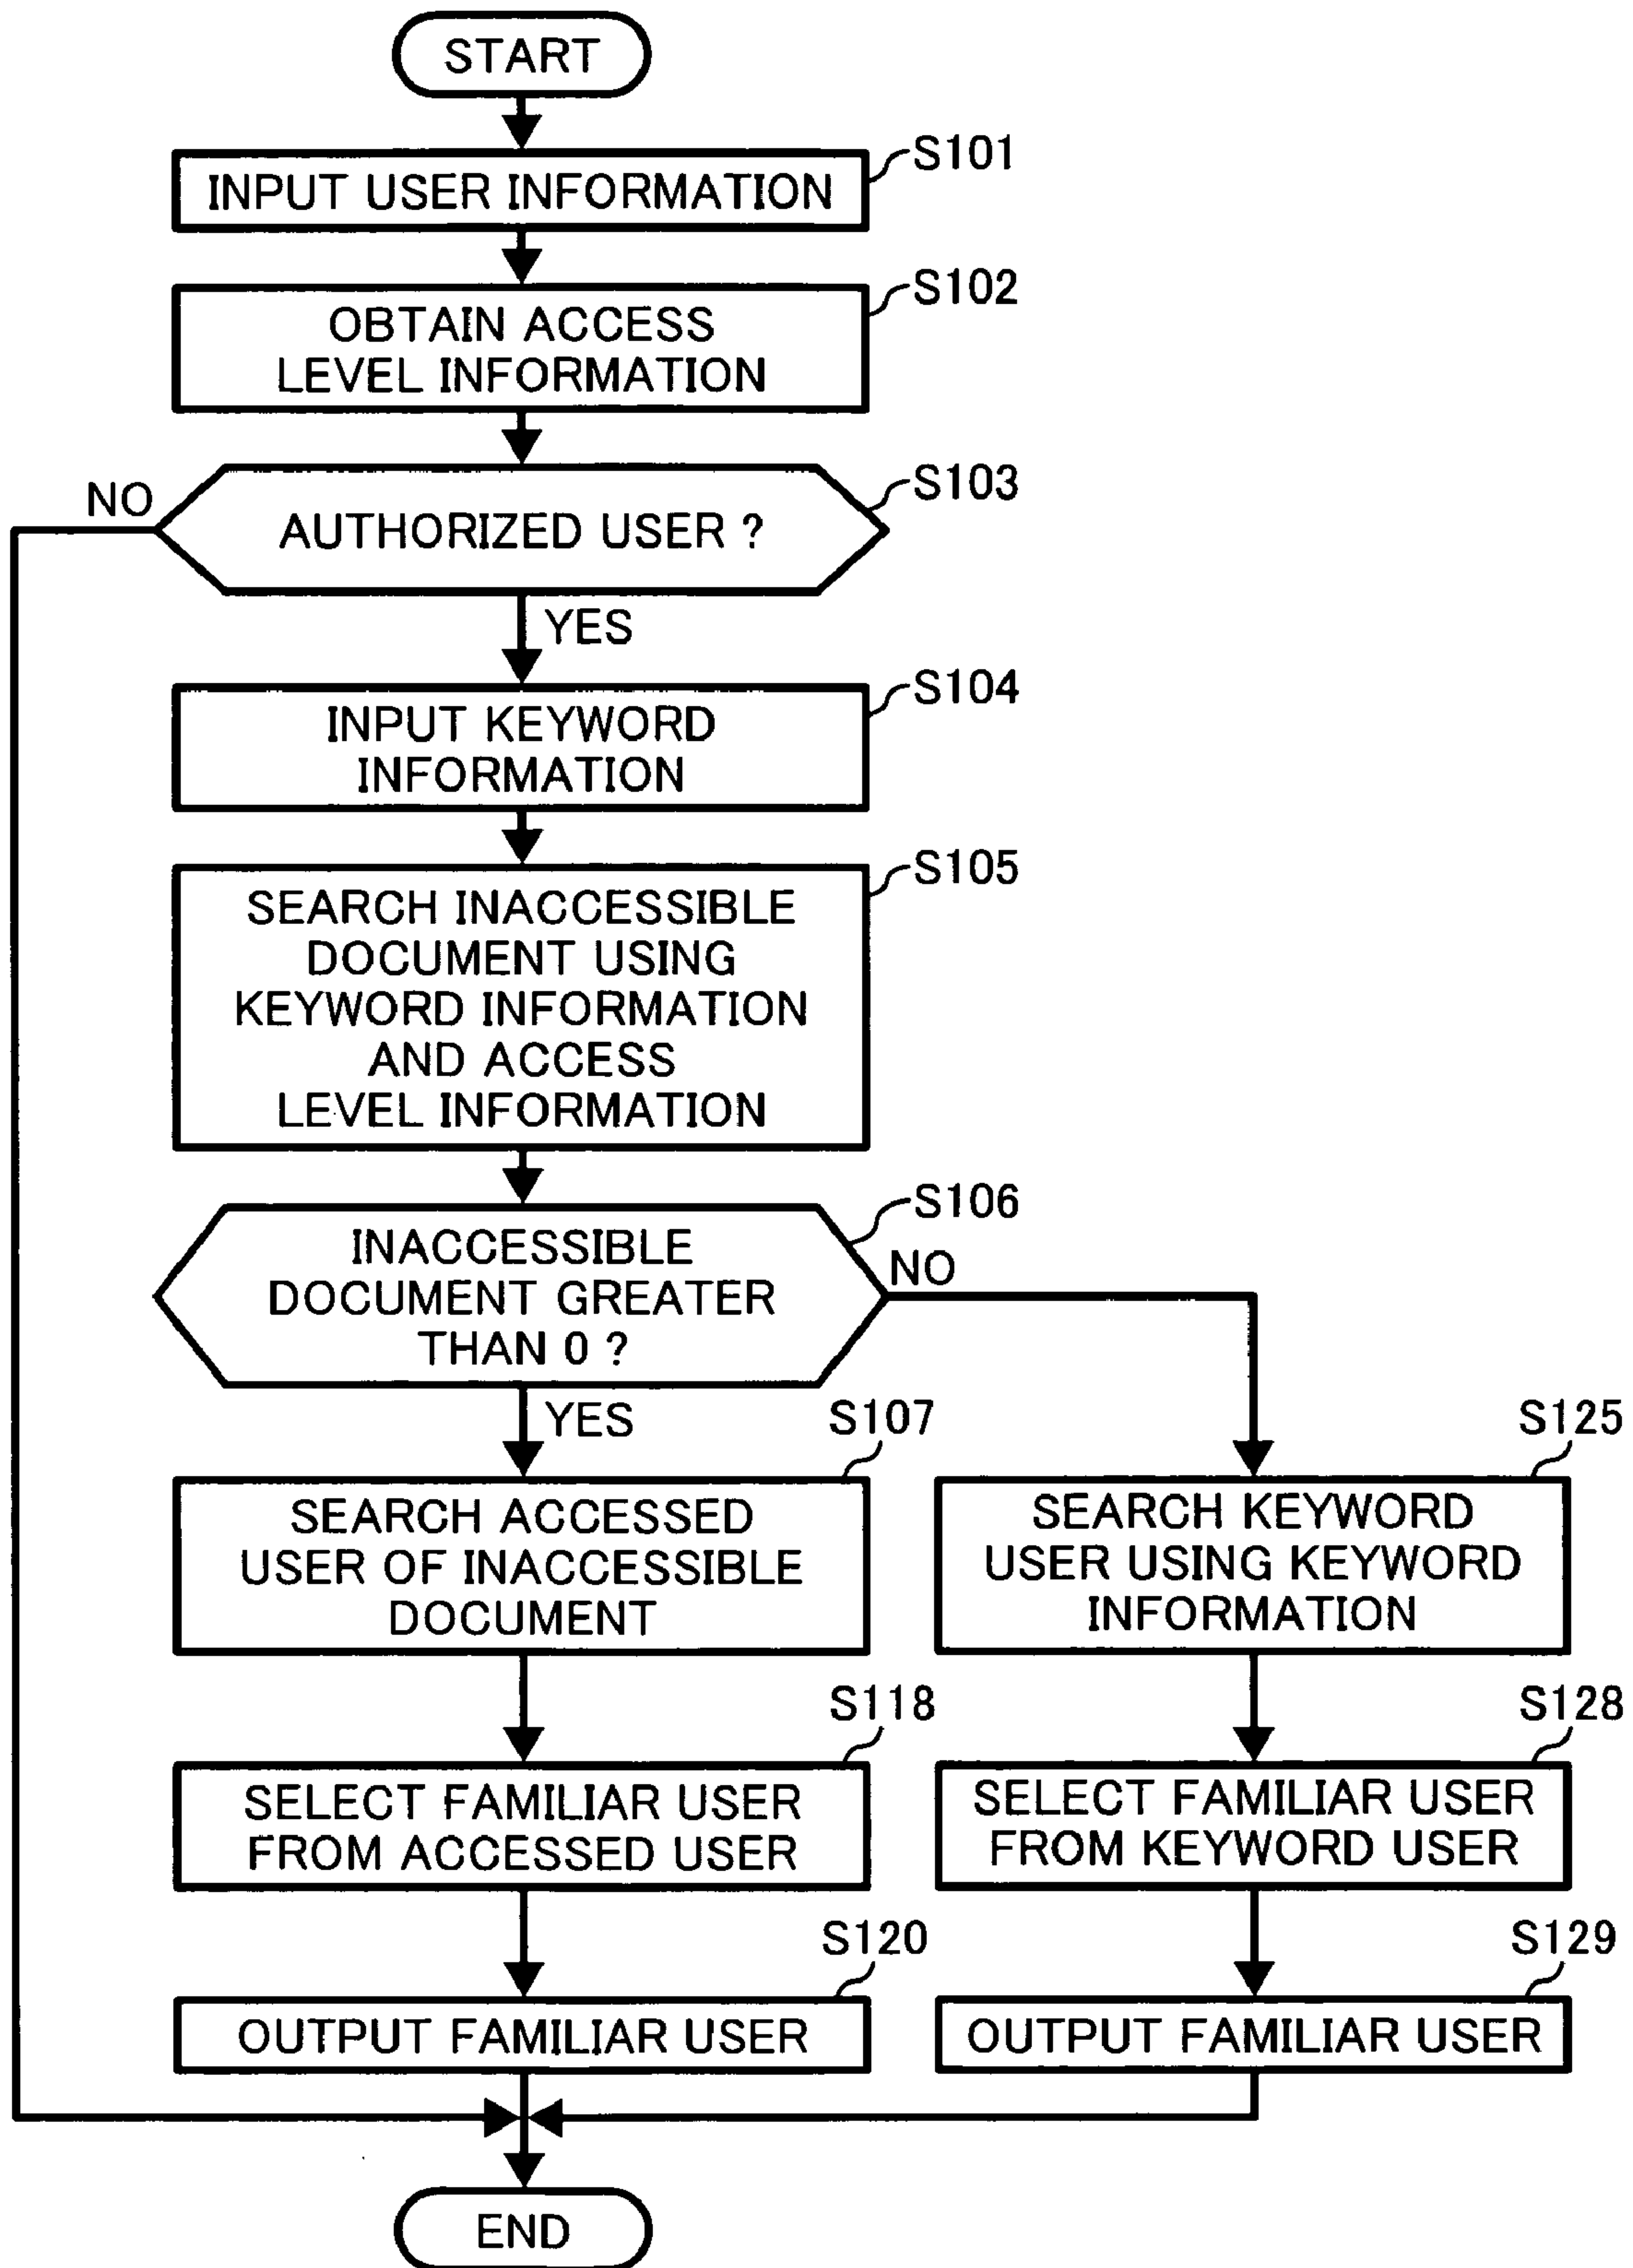 START
S101
INPUT USER INFORMATION
S102
OBTAIN ACCESS
LEVEL INFORMATION
S103
NO
AUTHORIZED USER ?
YES
S104
INPUT KEYWORD
INFORMATION
S105
SEARCH INACCESSIBLE
DOCUMENT USING
KEYWORD INFORMATION
AND ACCESS
LEVEL INFORMATION
S106
INACCESSIBLE
DOCUMENT GREATER
THAN 0 ?
NO
YES
S107
SEARCH ACCESSED
USER OF INACCESSIBLE
DOCUMENT
S118
SELECT FAMILIAR USER
FROM ACCESSED USER
S120
OUTPUT FAMILIAR USER
S125
SEARCH KEYWORD
USER USING KEYWORD
INFORMATION
S128
SELECT FAMILIAR USER
FROM KEYWORD USER
S129
OUTPUT FAMILIAR USER
END